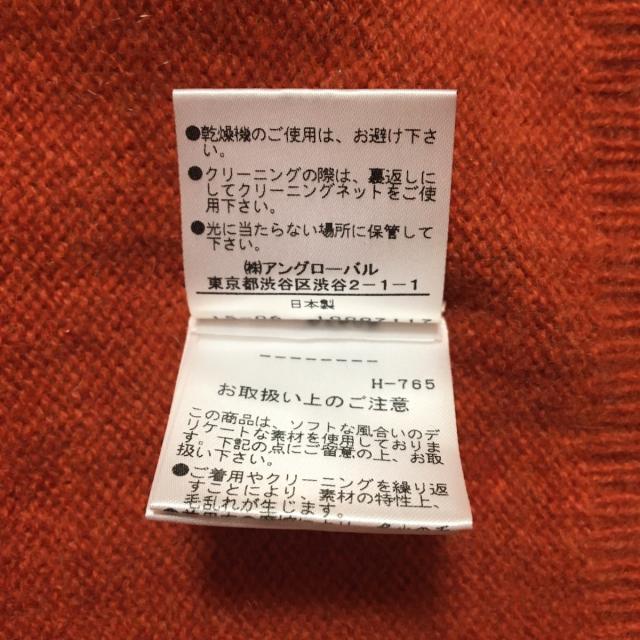 ●乾燥機のご使用は、お避け下さ
い。
●クリーニングの際は、裏返しに
してクリーニングネットをご使
用下さい。
●光に当たらない場所に保管して
下さい。
㈱アングローバル
東京都渋谷区渋谷2-1-1
日本製
--------
H-765
お取扱い上のご注意
この商品は、ソフトな風合いのデ
リケートな素材を使用しておりま
す。下記の点にご留意の上、お取
扱い下さい。
●ご着用やクリーニングを繰り返
すことにより、素材の特性上、
毛乱れが生じます。